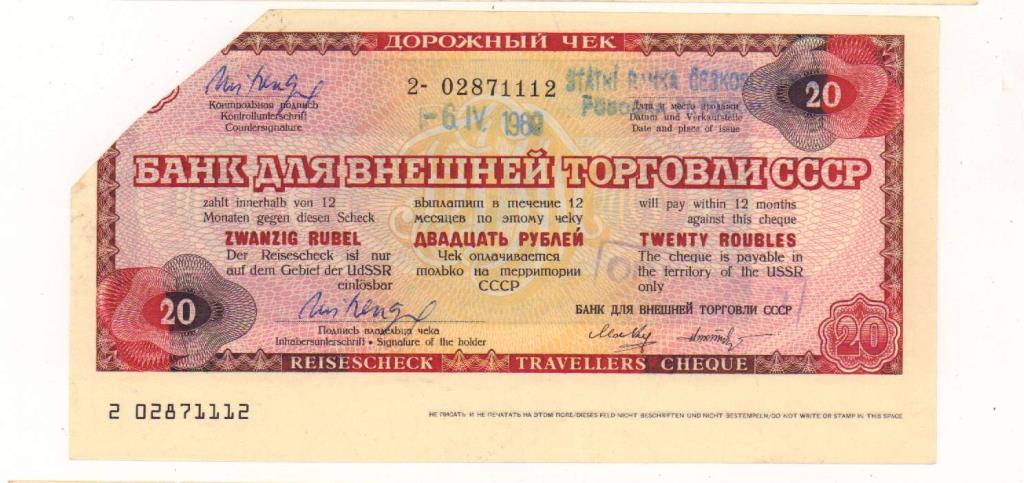 ДОРОЖНЫЙ ЧЕК
2- 02871112
STÁTNÍ BANKA
- 6. IV. 1989
Контрольная подпись
Kontrollunterschrift
Countersignature
Дата и место продажи
Datum und Verkaufstelle
Date and place of issue
20
БАНК ДЛЯ ВНЕШНЕЙ ТОРГОВЛИ СССР
zahlt innerhalb von 12
Monaten gegen diesen Scheck
ZWANZIG RUBEL
Der Reisescheck ist nur
auf dem Gebiet der UdSSR
einlösbar
выплатит в течение 12
месяцев по этому чеку
ДВАДЦАТЬ РУБЛЕЙ
Чек оплачивается
только на территории
СССР
will pay within 12 months
against this cheque
TWENTY ROUBLES
The cheque is payable in
the territory of the USSR
only
20
Подпись владельца чека
Inhabersunterschrift • Signature of the holder
БАНК ДЛЯ ВНЕШНЕЙ ТОРГОВЛИ СССР
20
REISESCHECK TRAVELLERS CHEQUE
2 02871112
НЕ ПИСАТЬ И НЕ ПЕЧАТАТЬ НА ЭТОМ ПОЛЕ/DIESES FELD NICHT BESCHRIFTEN UND NICHT BESTEMPELN/DO NOT WRITE OR STAMP IN THIS SPACE